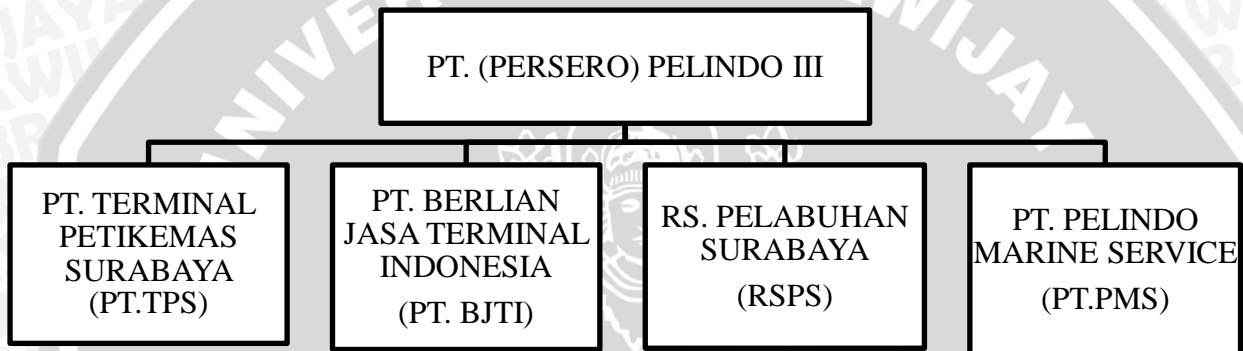 PT. (PERSERO) PELINDO III
PT. TERMINAL
PETIKEMAS
SURABAYA
(PT.TPS)
PT. BERLIAN
JASA TERMINAL
INDONESIA
(PT. BJTI)
RS. PELABUHAN
SURABAYA
(RSPS)
PT. PELINDO
MARINE SERVICE
(PT.PMS)